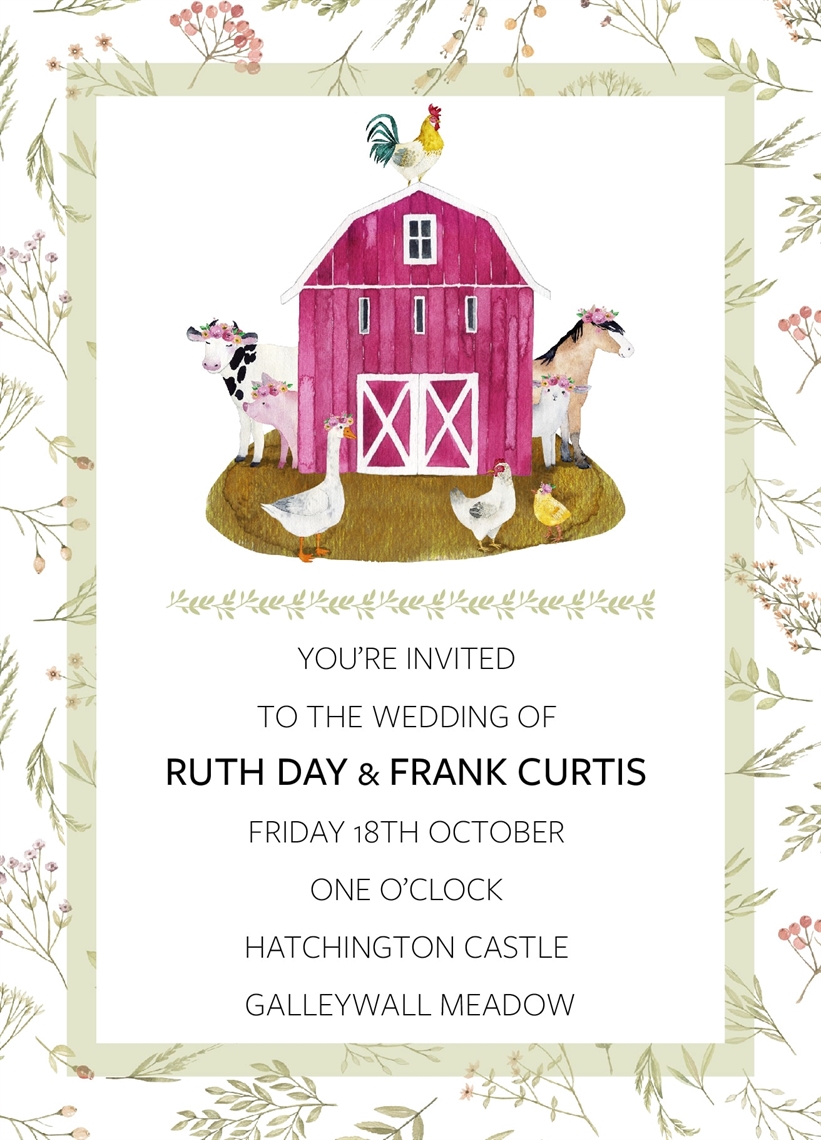 YOU'RE INVITED
TO THE WEDDING OF
RUTH DAY & FRANK CURTIS
FRIDAY 18TH OCTOBER
ONE O'CLOCK
HATCHINGTON CASTLE
GALLEYWALL MEADOW